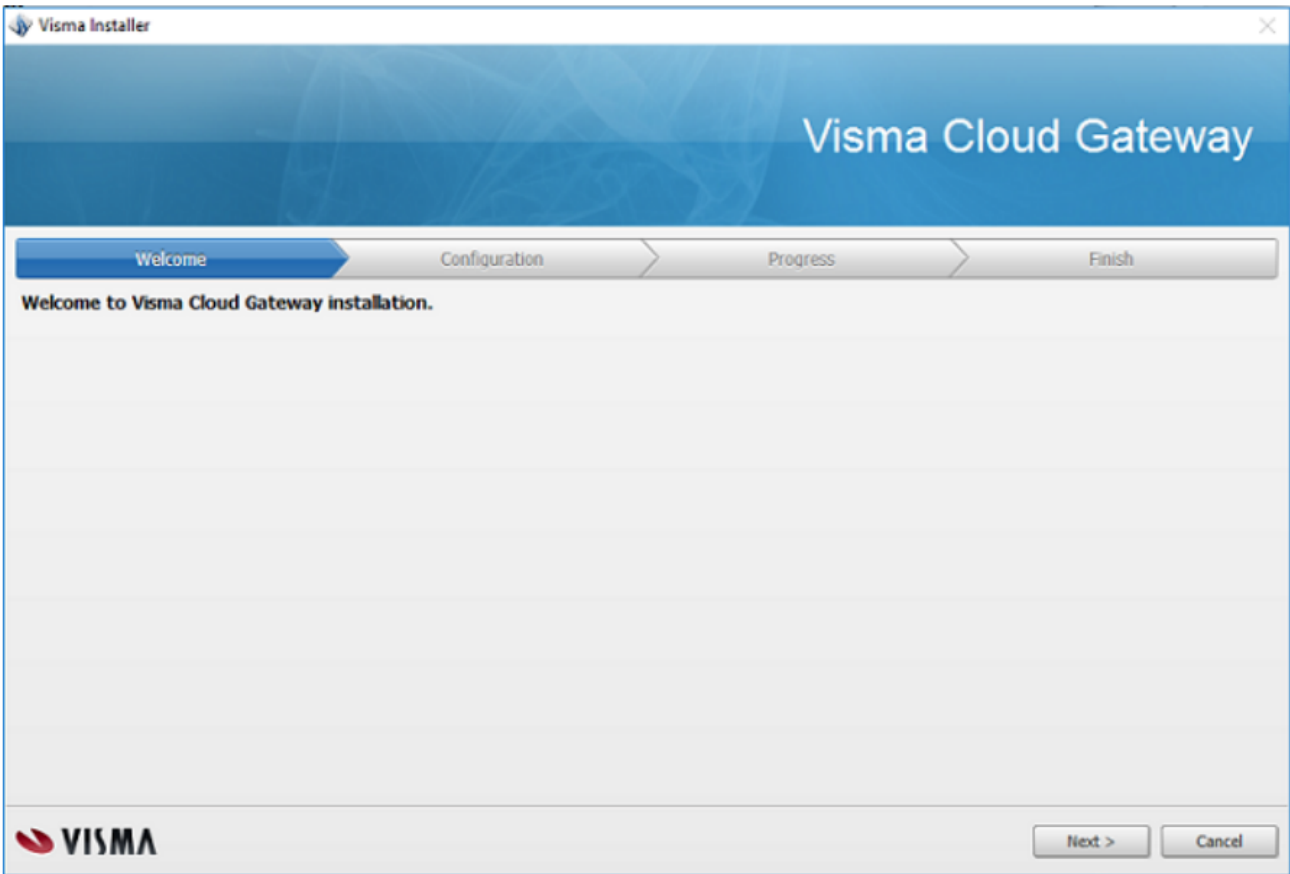 Visma Installer
Visma Cloud Gateway
Welcome Configuration Progress Finish
Welcome to Visma Cloud Gateway installation.
VISMA
Next > Cancel